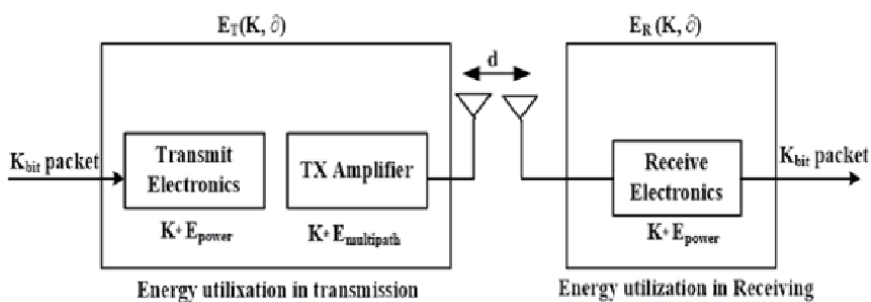 E_T(K, ∂)
E_R (K, ∂)
d
K_bit packet
Transmit
Electronics
TX Amplifier
Receive
Electronics
K_bit packet
K* E_power
K* E_multipath
K* E_power
Energy utilixation in transmission
Energy utilization in Receiving